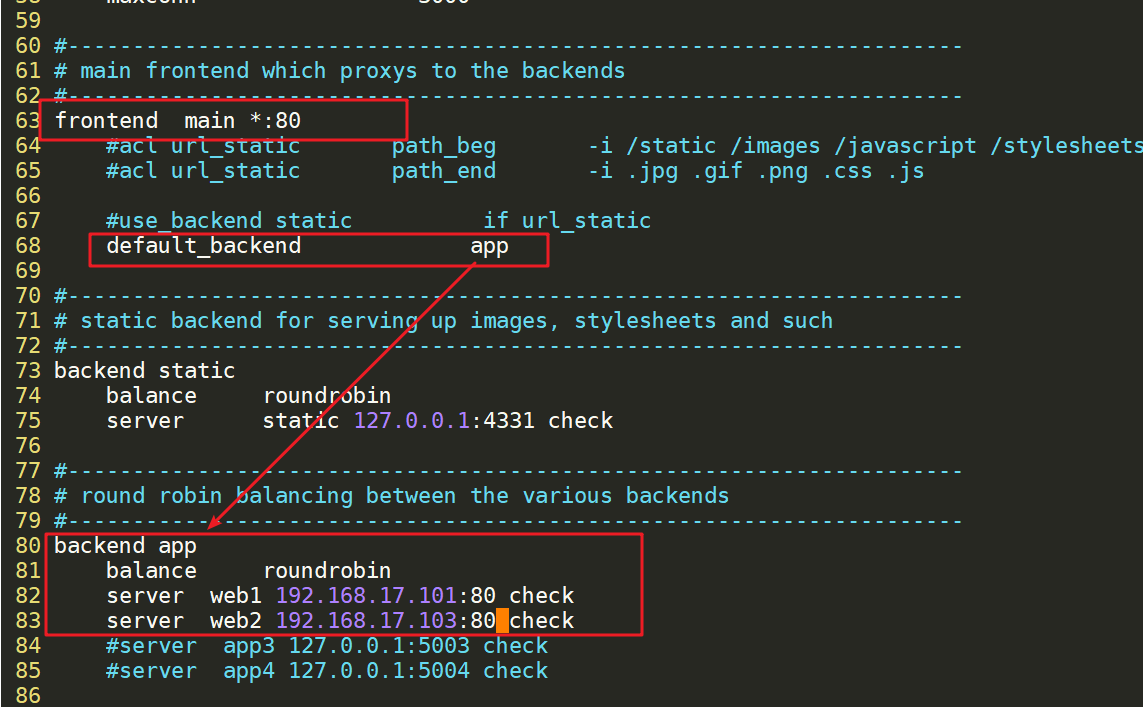 58 maxconn 3000
59
60 #---------------------------------------------------------------------
61 # main frontend which proxys to the backends
62 #---------------------------------------------------------------------
63 frontend  main *:80
64     #acl url_static       path_beg       -i /static /images /javascript /stylesheets
65     #acl url_static       path_end       -i .jpg .gif .png .css .js
66
67     #use_backend static          if url_static
68     default_backend             app
69
70 #---------------------------------------------------------------------
71 # static backend for serving up images, stylesheets and such
72 #---------------------------------------------------------------------
73 backend static
74     balance     roundrobin
75     server      static 127.0.0.1:4331 check
76
77 #---------------------------------------------------------------------
78 # round robin balancing between the various backends
79 #---------------------------------------------------------------------
80 backend app
81     balance     roundrobin
82     server  web1 192.168.17.101:80 check
83     server  web2 192.168.17.103:80 check
84     #server  app3 127.0.0.1:5003 check
85     #server  app4 127.0.0.1:5004 check
86